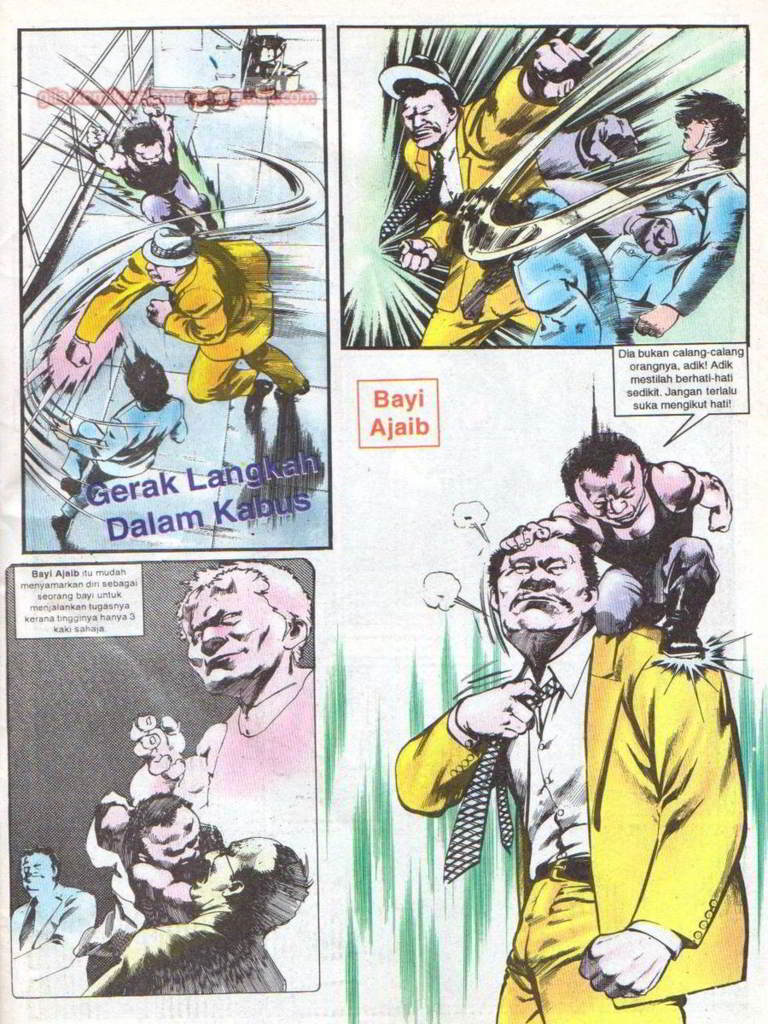 Gerak Langkah
Dalam Kabus
Dia bukan calang-calang
orangnya, adik! Adik
mestilah berhati-hati
sedikit. Jangan terlalu
suka mengikut hati!
Bayi
Ajaib
Bayi Ajaib itu mudah
menyamarkan diri sebagai
seorang bayi untuk
menjalankan tugasnya
kerana tingginya hanya 3
kaki sahaja.